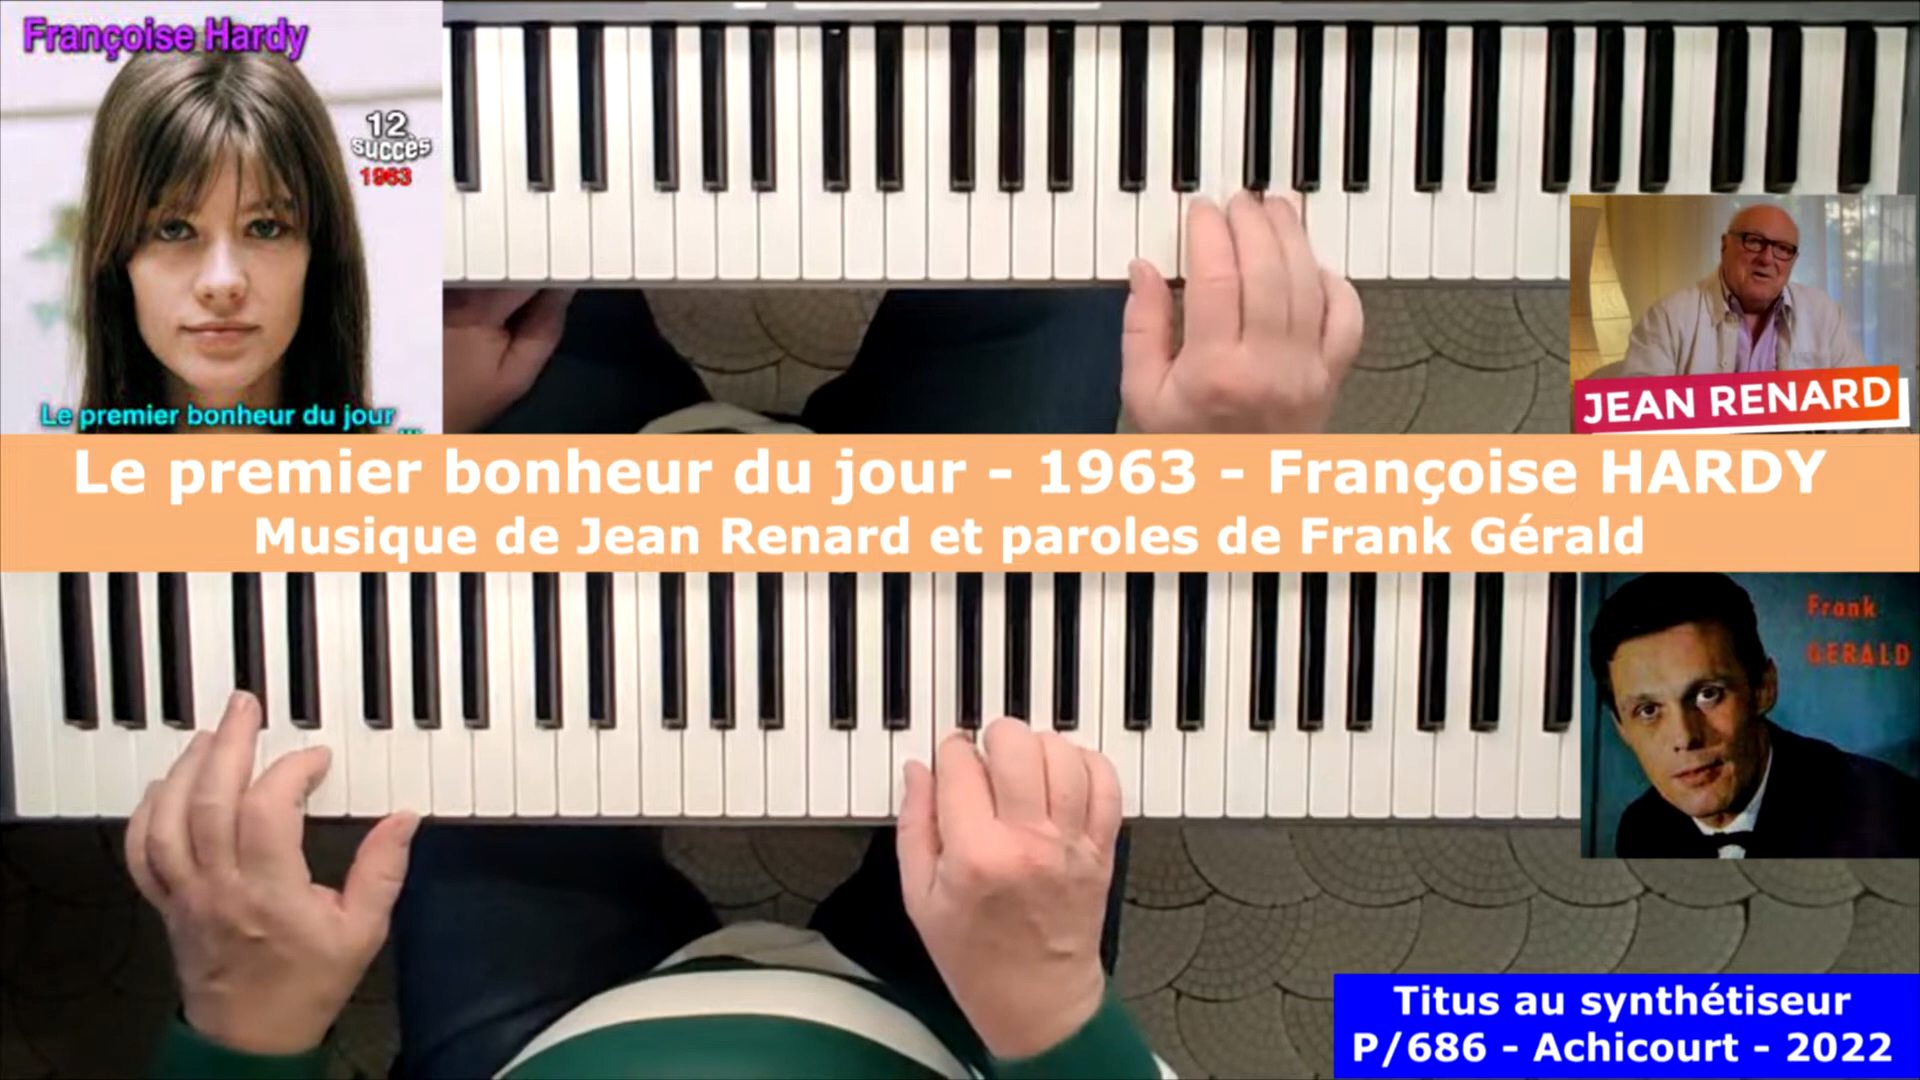 Françoise Hardy
12
succès
1963
Le premier bonheur du jour
...
JEAN RENARD
Le premier bonheur du jour - 1963 - Françoise HARDY
Musique de Jean Renard et paroles de Frank Gérald
Frank
GERALD
Titus au synthétiseur
P/686 - Achicourt - 2022